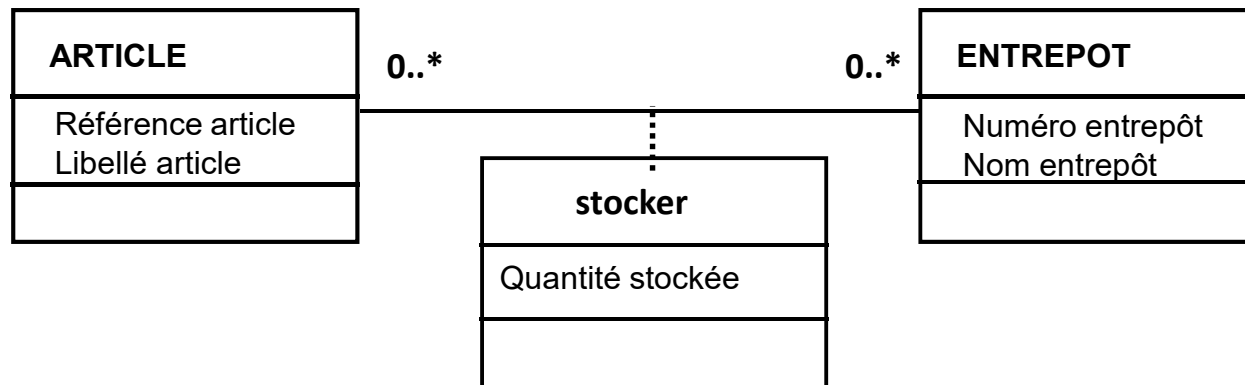 ARTICLE
0..*
0..*
ENTREPOT
Référence article
Libellé article
Numéro entrepôt
Nom entrepôt
stocker
Quantité stockée